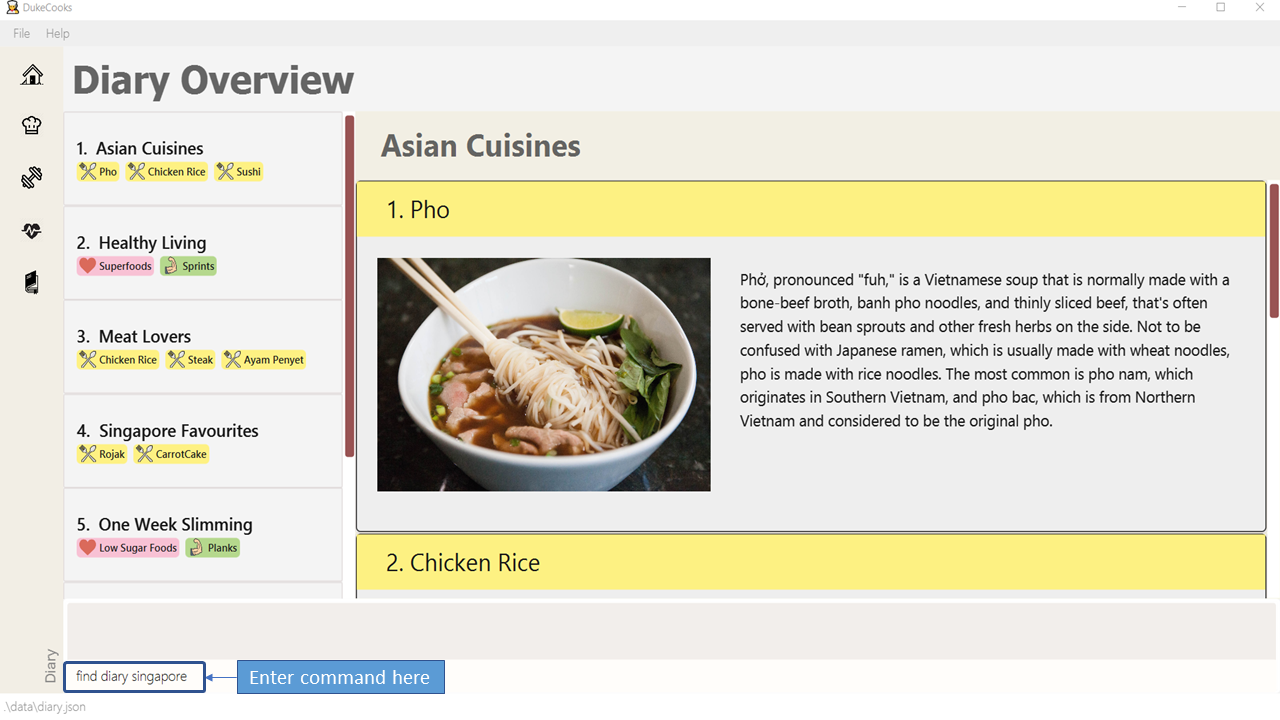 DukeCooks
File Help
Diary Overview
1. Asian Cuisines
Pho Chicken Rice Sushi
2. Healthy Living
Superfoods Sprints
3. Meat Lovers
Chicken Rice Steak Ayam Penyet
4. Singapore Favourites
Rojak CarrotCake
5. One Week Slimming
Low Sugar Foods Planks
Asian Cuisines
1. Pho
Phở, pronounced "fuh," is a Vietnamese soup that is normally made with a
bone-beef broth, banh pho noodles, and thinly sliced beef, that's often
served with bean sprouts and other fresh herbs on the side. Not to be
confused with Japanese ramen, which is usually made with wheat noodles,
pho is made with rice noodles. The most common is pho nam, which
originates in Southern Vietnam, and pho bac, which is from Northern
Vietnam and considered to be the original pho.
2. Chicken Rice
Diary
find diary singapore
Enter command here
.\data\diary.json